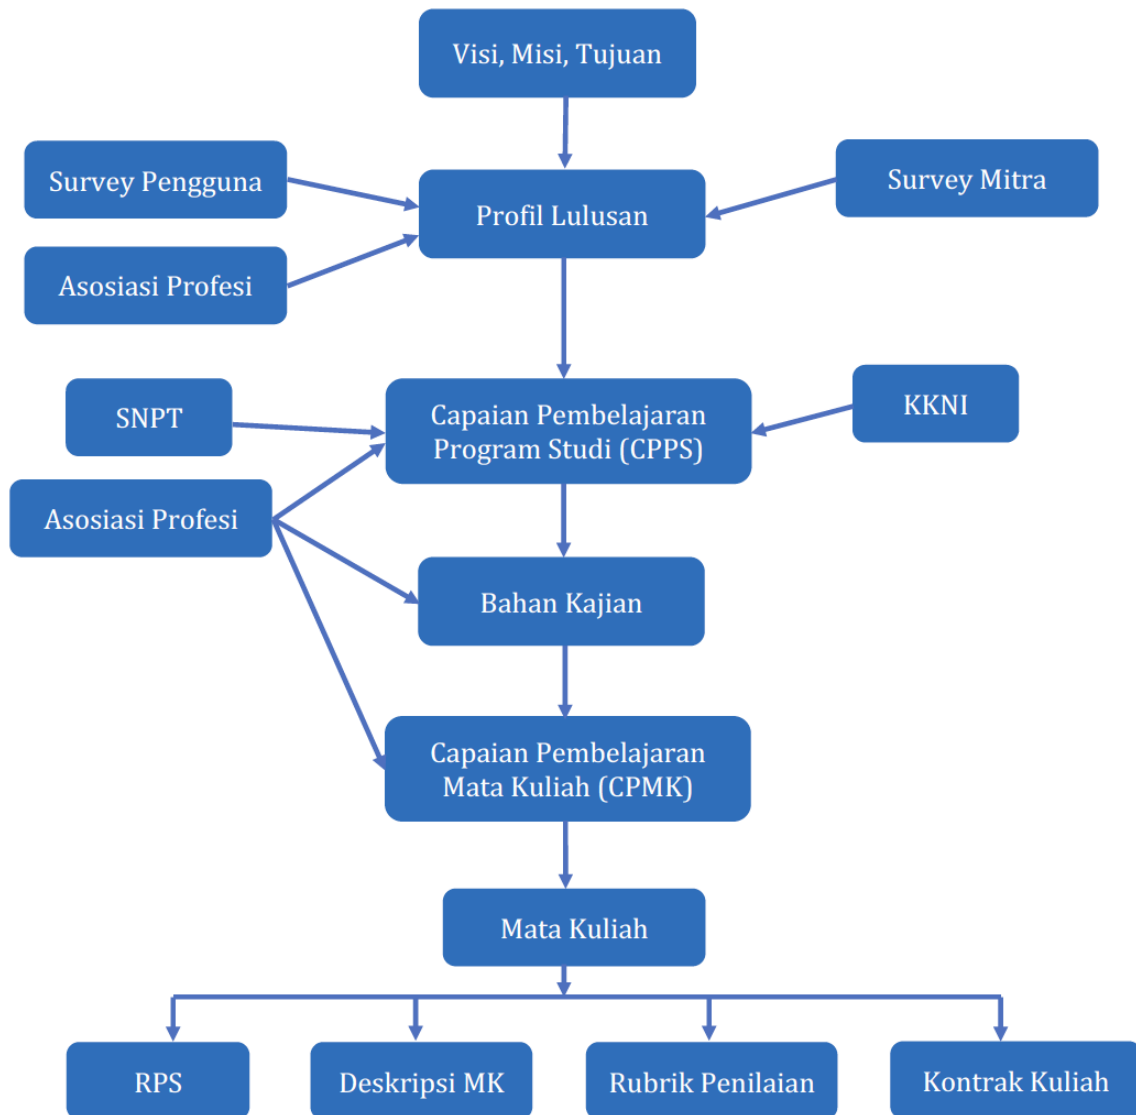 Visi, Misi, Tujuan
Survey Pengguna
Survey Mitra
Profil Lulusan
Asosiasi Profesi
SNPT
Capaian Pembelajaran
Program Studi (CPPS)
KKNI
Asosiasi Profesi
Bahan Kajian
Capaian Pembelajaran
Mata Kuliah (CPMK)
Mata Kuliah
RPS
Deskripsi MK
Rubrik Penilaian
Kontrak Kuliah